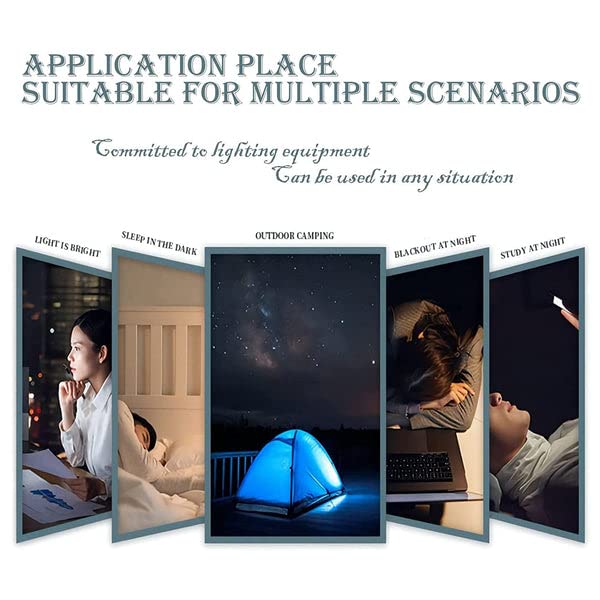 APPLICATION PLACE
SUITABLE FOR MULTIPLE SCENARIOS
Committed to lighting equipment
Can be used in any situation
LIGHT IS BRIGHT
SLEEP IN THE DARK
OUTDOOR CAMPING
BLACKOUT AT NIGHT
STUDY AT NIGHT